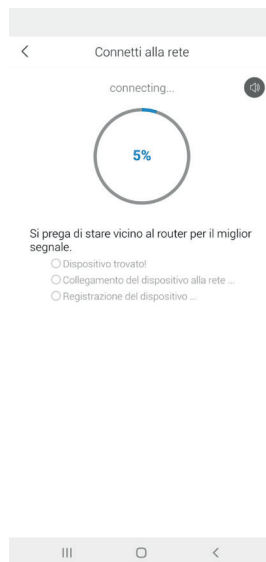 Connetti alla rete
connecting...
5%
Si prega di stare vicino al router per il miglior
segnale.
Dispositivo trovato!
Collegamento del dispositivo alla rete ...
Registrazione del dispositivo ...